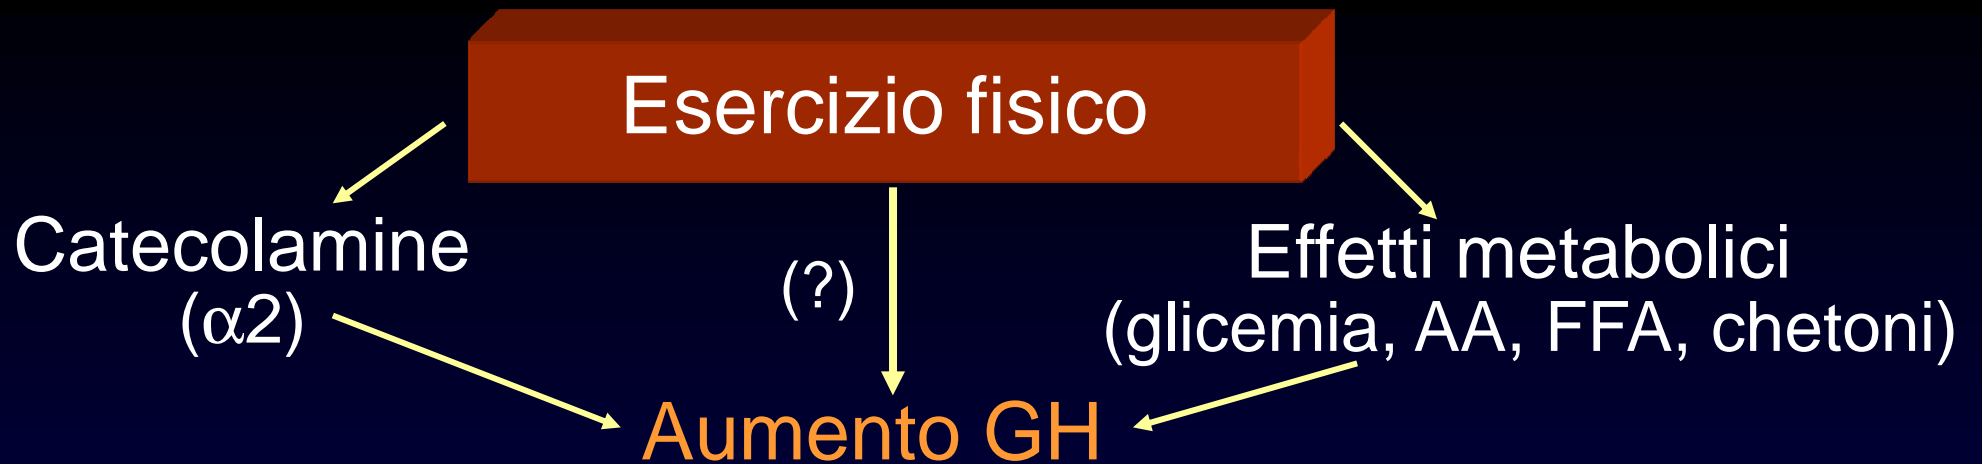 Esercizio fisico
Catecolamine
(α2)
(?)
Effetti metabolici
(glicemia, AA, FFA, chetoni)
Aumento GH